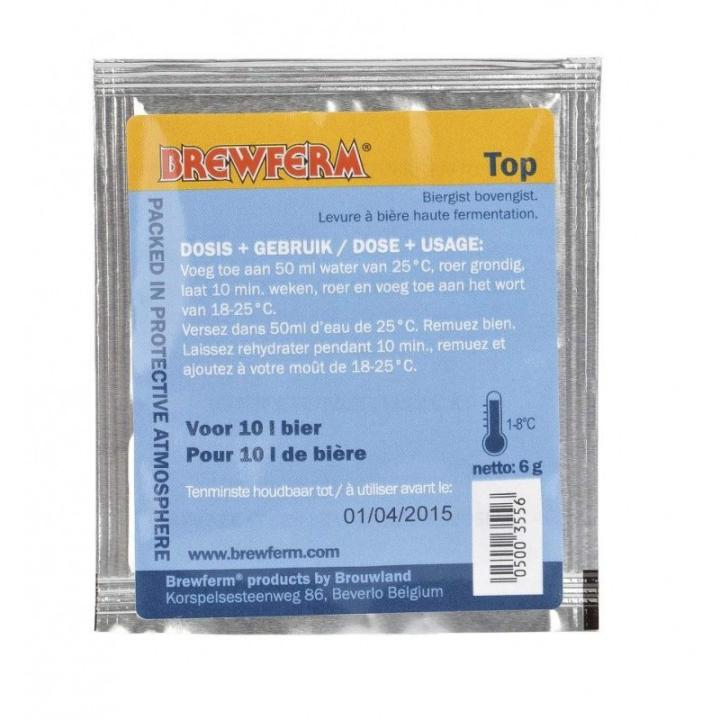 BREWFERM®
Top
Biergist bovengist.
Levure à bière haute fermentation.
PACKED IN PROTECTIVE ATMOSPHERE
DOSIS + GEBRUIK / DOSE + USAGE:
Voeg toe aan 50 ml water van 25°C, roer grondig,
laat 10 min. weken, roer en voeg toe aan het wort
van 18-25°C.
Versez dans 50ml d'eau de 25°C. Remuez bien.
Laissez rehydrater pendant 10 min., remuez et
ajoutez à votre moût de 18-25°C.
Voor 10 l bier
Pour 10 l de bière
1-8°C
netto: 6 g
Tenminste houdbaar tot / à utiliser avant le:
01/04/2015
0500"3556
www.brewferm.com
Brewferm® products by Brouwland
Korspelsesteenweg 86, Beverlo Belgium